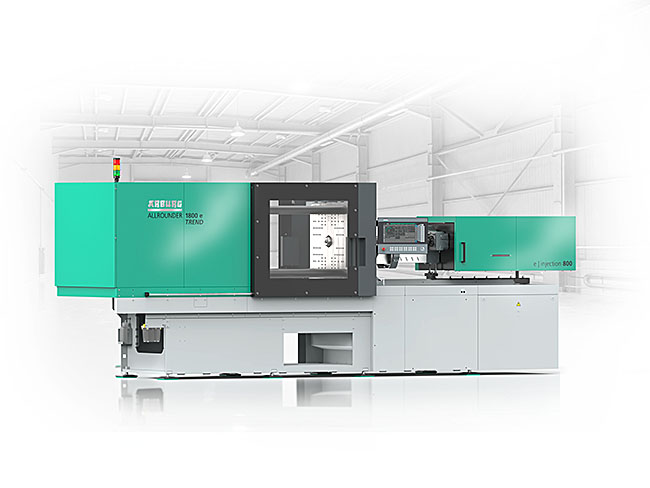 ARBURG
ALLROUNDER 1800 e
TREND
e | injection 800